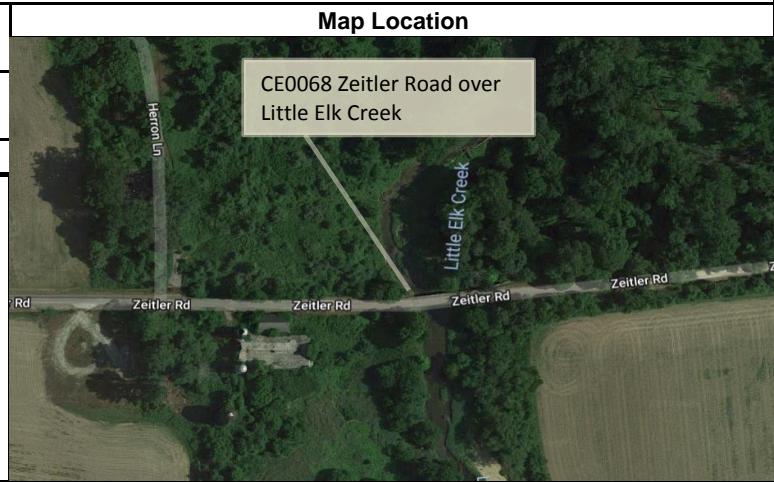 Map Location
CE0068 Zeitler Road over
Little Elk Creek
Herron Ln
Little Elk Creek
Rd
Zeitler Rd
Zeitler Rd
Zeitler Rd
Zeitler Rd